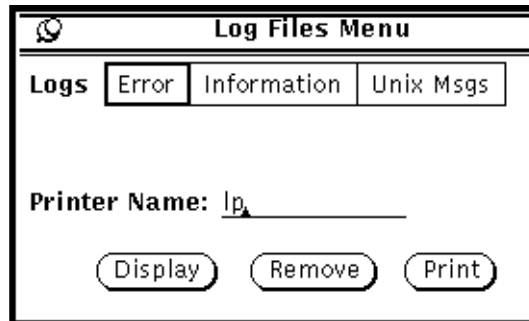 Log Files Menu
Logs Error Information Unix Msgs
Printer Name: lp
Display Remove Print